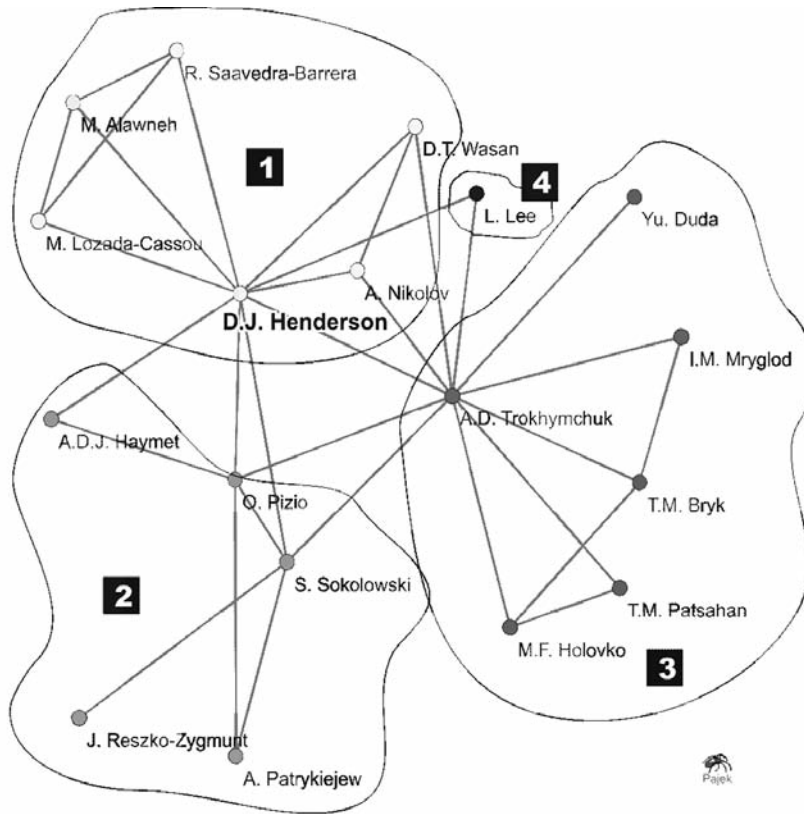 R. Saavedra-Barrera
M. Alawneh
1
D.T. Wasan
4
L. Lee
Yu. Duda
M. Lozada-Cassou
A. Nikolov
D.J. Henderson
I.M. Mryglod
A.D. Trokhymchuk
A.D.J. Haymet
O. Pizio
T.M. Bryk
S. Sokolowski
2
T.M. Patsahan
M.F. Holovko
3
J. Reszko-Zygmunt
A. Patrykiejew
Pajek